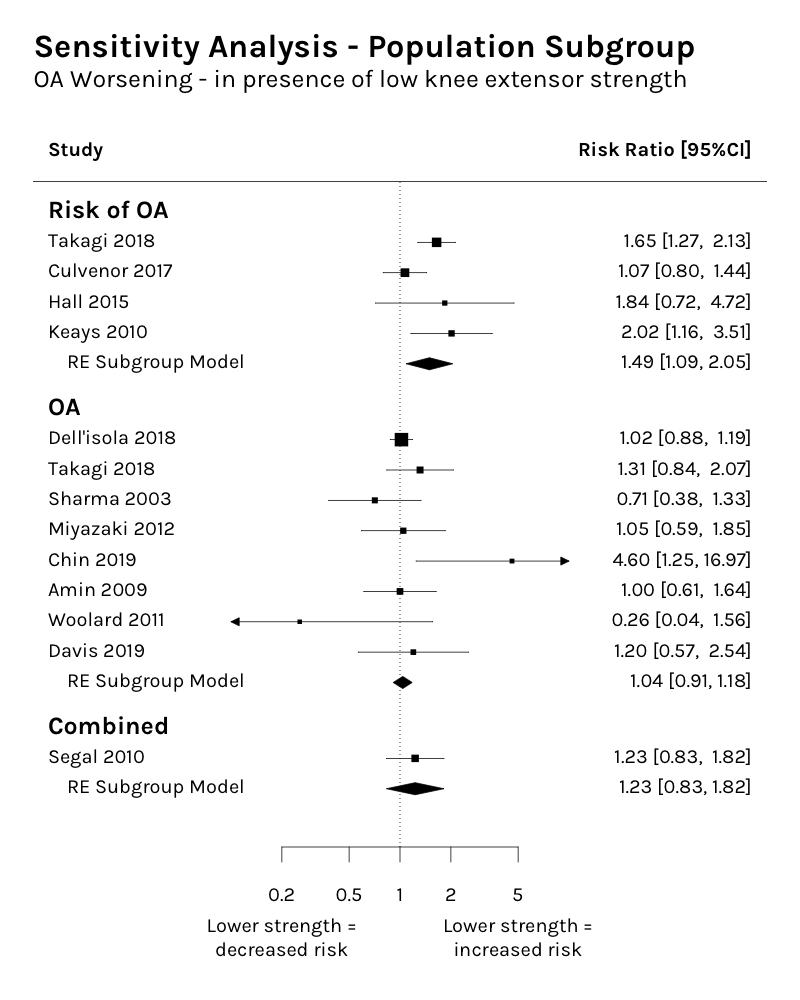 Sensitivity Analysis - Population Subgroup
OA Worsening - in presence of low knee extensor strength
Study Risk Ratio [95%CI]
Risk of OA
Takagi 2018 1.65 [1.27, 2.13]
Culvenor 2017 1.07 [0.80, 1.44]
Hall 2015 1.84 [0.72, 4.72]
Keays 2010 2.02 [1.16, 3.51]
RE Subgroup Model 1.49 [1.09, 2.05]
OA
Dell'isola 2018 1.02 [0.88, 1.19]
Takagi 2018 1.31 [0.84, 2.07]
Sharma 2003 0.71 [0.38, 1.33]
Miyazaki 2012 1.05 [0.59, 1.85]
Chin 2019 4.60 [1.25, 16.97]
Amin 2009 1.00 [0.61, 1.64]
Woolard 2011 0.26 [0.04, 1.56]
Davis 2019 1.20 [0.57, 2.54]
RE Subgroup Model 1.04 [0.91, 1.18]
Combined
Segal 2010 1.23 [0.83, 1.82]
RE Subgroup Model 1.23 [0.83, 1.82]
0.2 0.5 1 2 5
Lower strength = Lower strength =
decreased risk increased risk